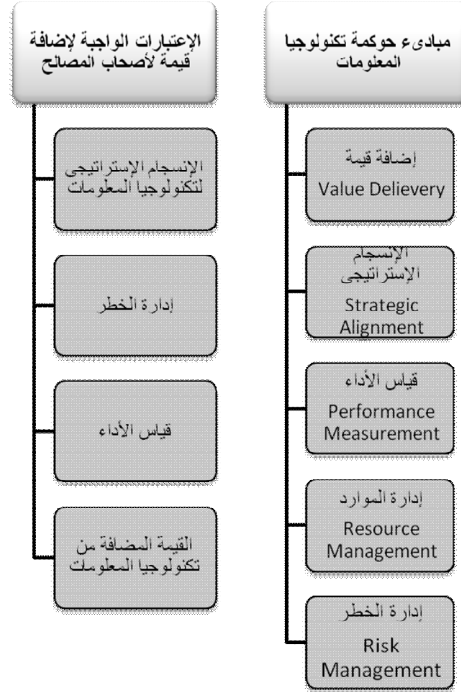 مبادىء حوكمة تكنولوجيا
المعلومات
إضافة قيمة
Value Delievery
الإنسجام
الإستراتيجى
Strategic
Alignment
قياس الأداء
Performance
Measurement
إدارة الموارد
Resource
Management
إدارة الخطر
Risk
Management
الإعتبارات الواجبة لإضافة
قيمة لأصحاب المصالح
الإنسجام الإستراتيجى
لتكنولوجيا المعلومات
إدارة الخطر
قياس الأداء
القيمة المضافة من
تكنولوجيا المعلومات